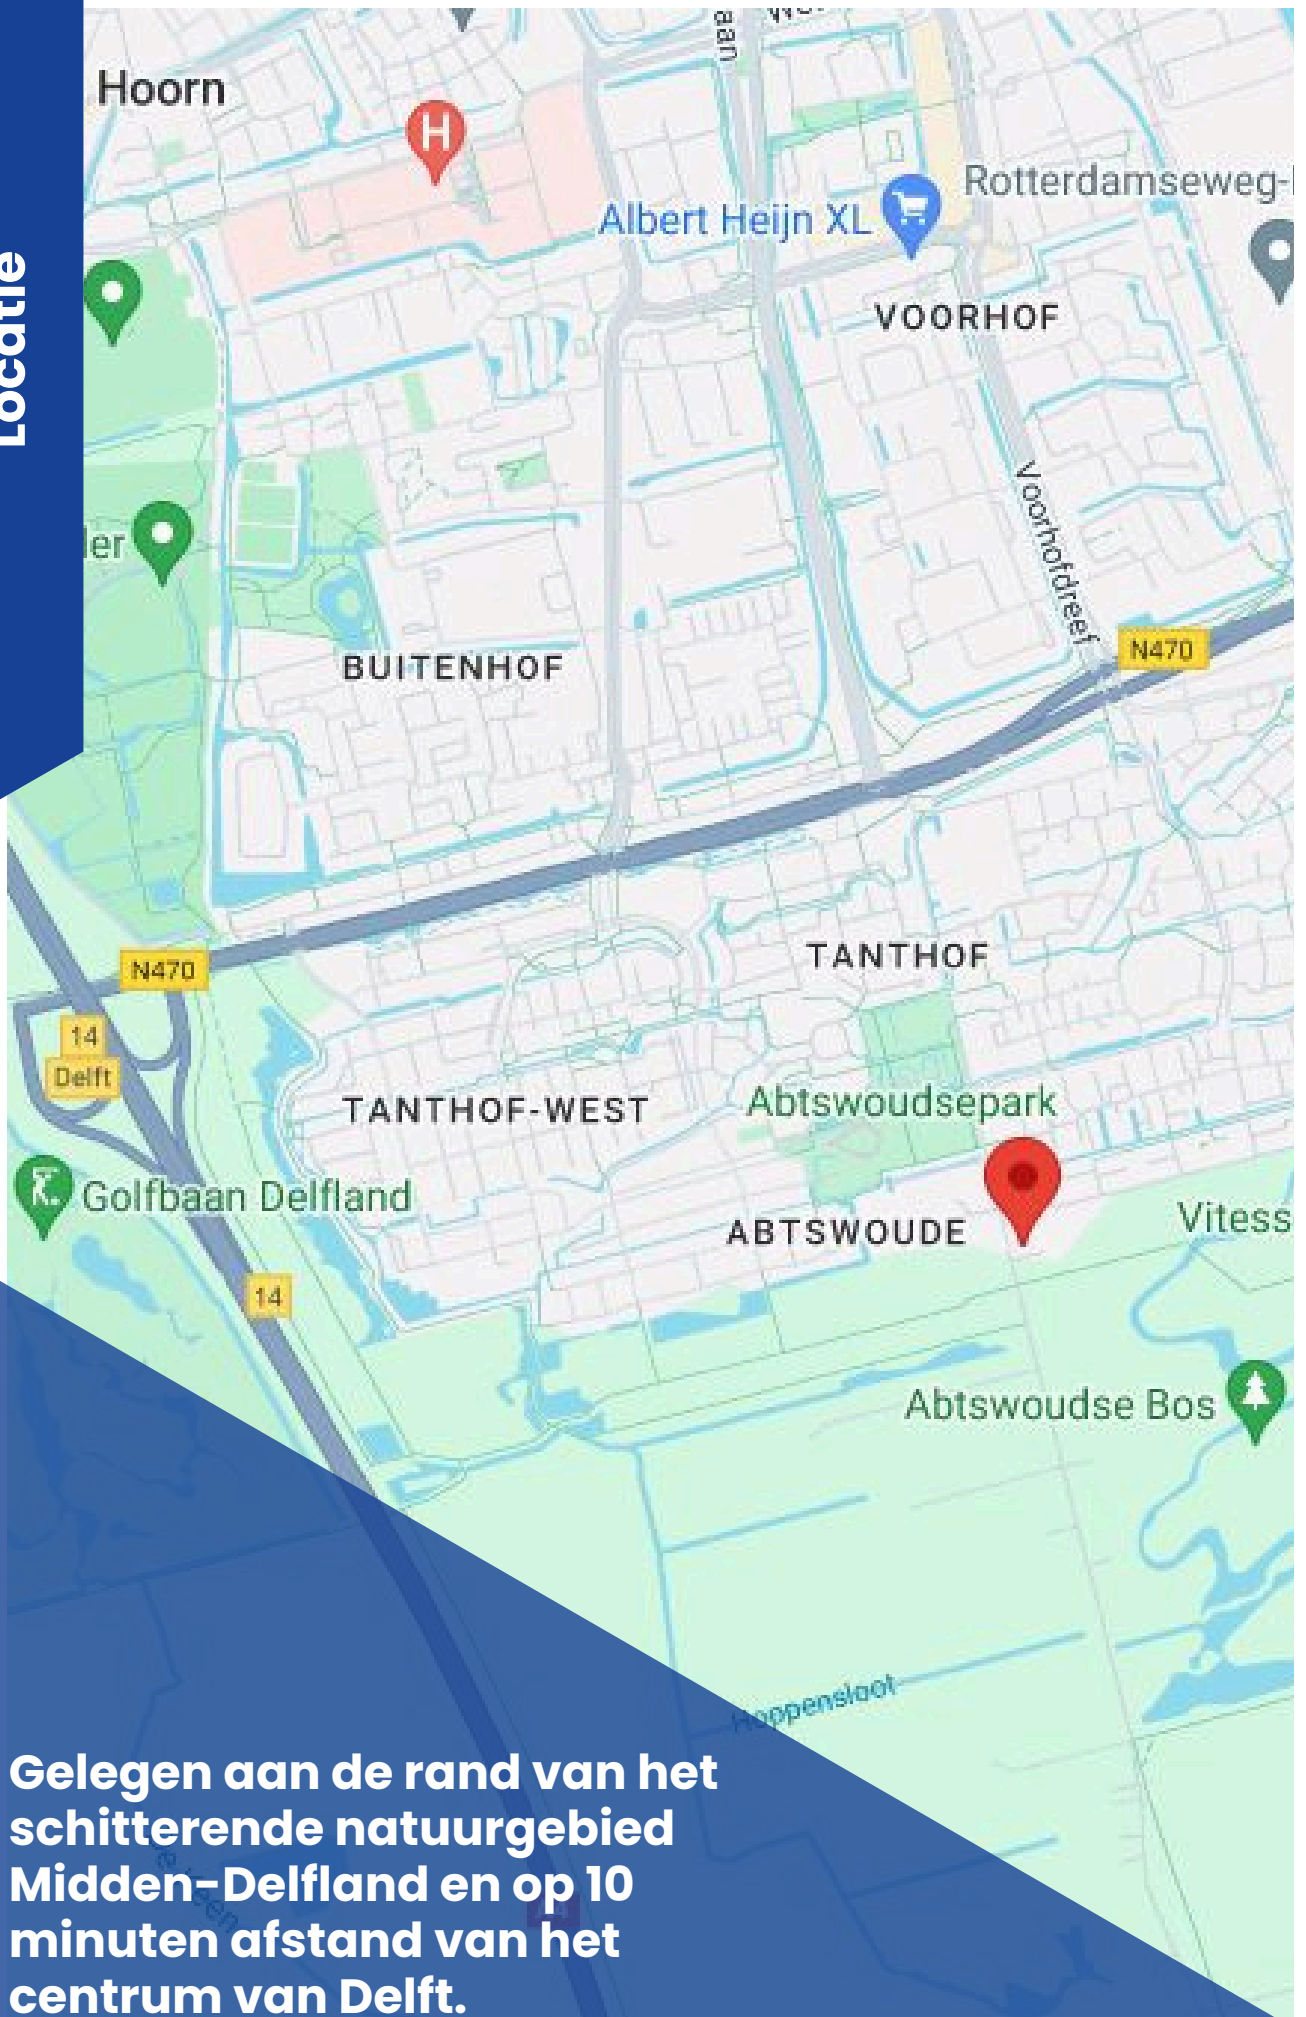 Locatie
Hoorn
H
aan
Albert Heijn XL
Rotterdamseweg-
VOORHOF
Voorhofdreef
N470
BUITENHOF
N470
14
Delft
TANTHOF
TANTHOF-WEST
Abtswoudsepark
Golfbaan Delfland
ABTSWOUDE
Vitess
14
Abtswoudse Bos
Hoppensloot
Gelegen aan de rand van het
schitterende natuurgebied
Midden-Delfland en op 10
minuten afstand van het
centrum van Delft.